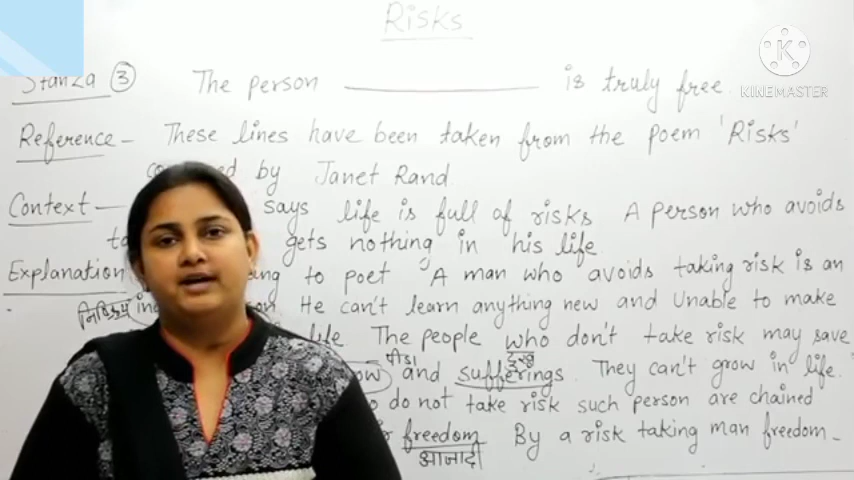 Risks
KINEMASTER
Stanza 3 The person ____ is truly free
Reference - These lines have been taken from the poem 'Risks'
by Janet Rand.
Context - says life is full of risks A person who avoids
gets nothing in his life.
Explanation to poet "A man who avoids taking risk is an
निष्क्रिय He can't learn anything new and Unable to make
life The people who don't take risk may save
पीड़ा दुःख
and sufferings. They can't grow in life.
do not take risk such person are chained
freedom By a risk taking man freedom -
आजादी